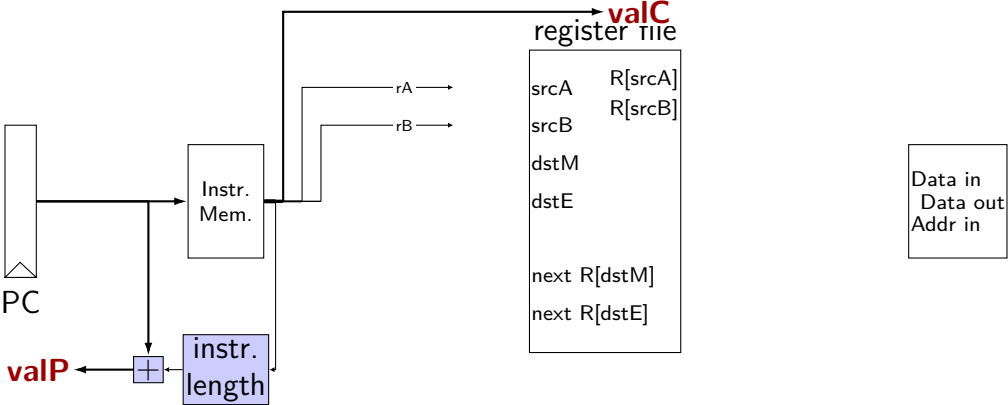 valC
register file
srcA
R[srcA]
srcB
R[srcB]
dstM
dstE
next R[dstM]
next R[dstE]
rA
rB
Instr.
Mem.
PC
Data in
Data out
Addr in
instr.
length
+
valP